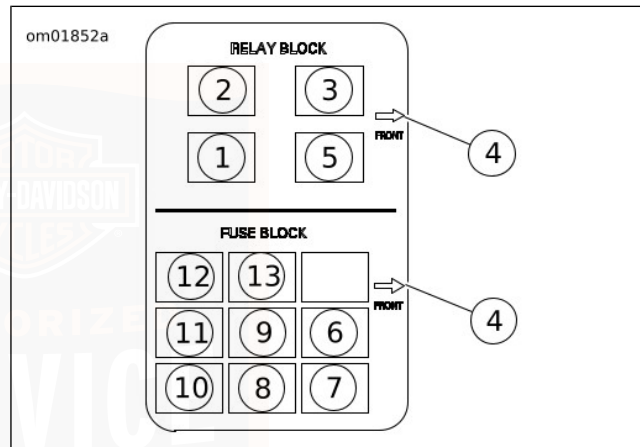 om01852a
RELAY BLOCK
2 3
FRONT
4
1 5
FUSE BLOCK
12 13
FRONT
4
11 9 6
10 8 7